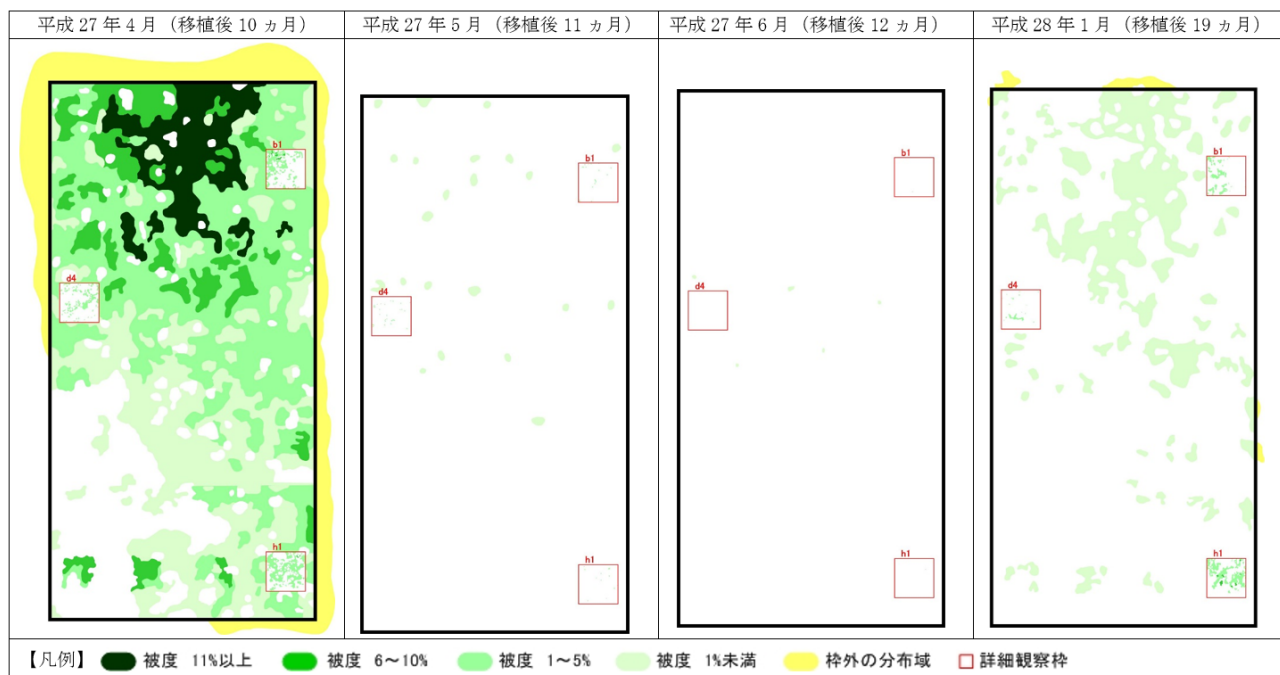 平成 27 年 4 月（移植後 10 ヵ月） 平成 27 年 5 月（移植後 11 ヵ月） 平成 27 年 6 月（移植後 12 ヵ月） 平成 28 年 1 月（移植後 19 ヵ月）
b1 b1 b1 b1
d4 d4 d4 d4
h1 h1 h1 h1
【凡例】 被度 11%以上 被度 6～10% 被度 1～5% 被度 1%未満 枠外の分布域 詳細観察枠